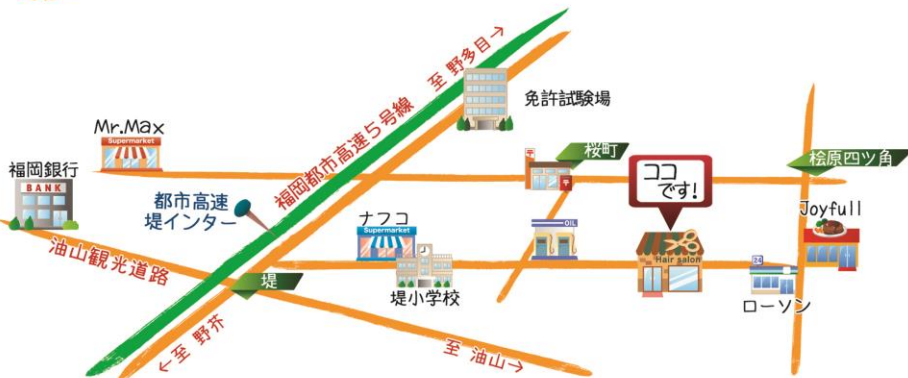 福岡都市高速5号線
至 野多目→
免許試験場
Mr.Max
Supermarket
福岡銀行
BANK
桜町
桧原四ツ角
ココ
です!
都市高速
堤インター
ナフコ
Supermarket
OIL
Joyfull
Hair salon
油山観光道路
堤
堤小学校
24
ローソン
←至 野芥
至 油山→